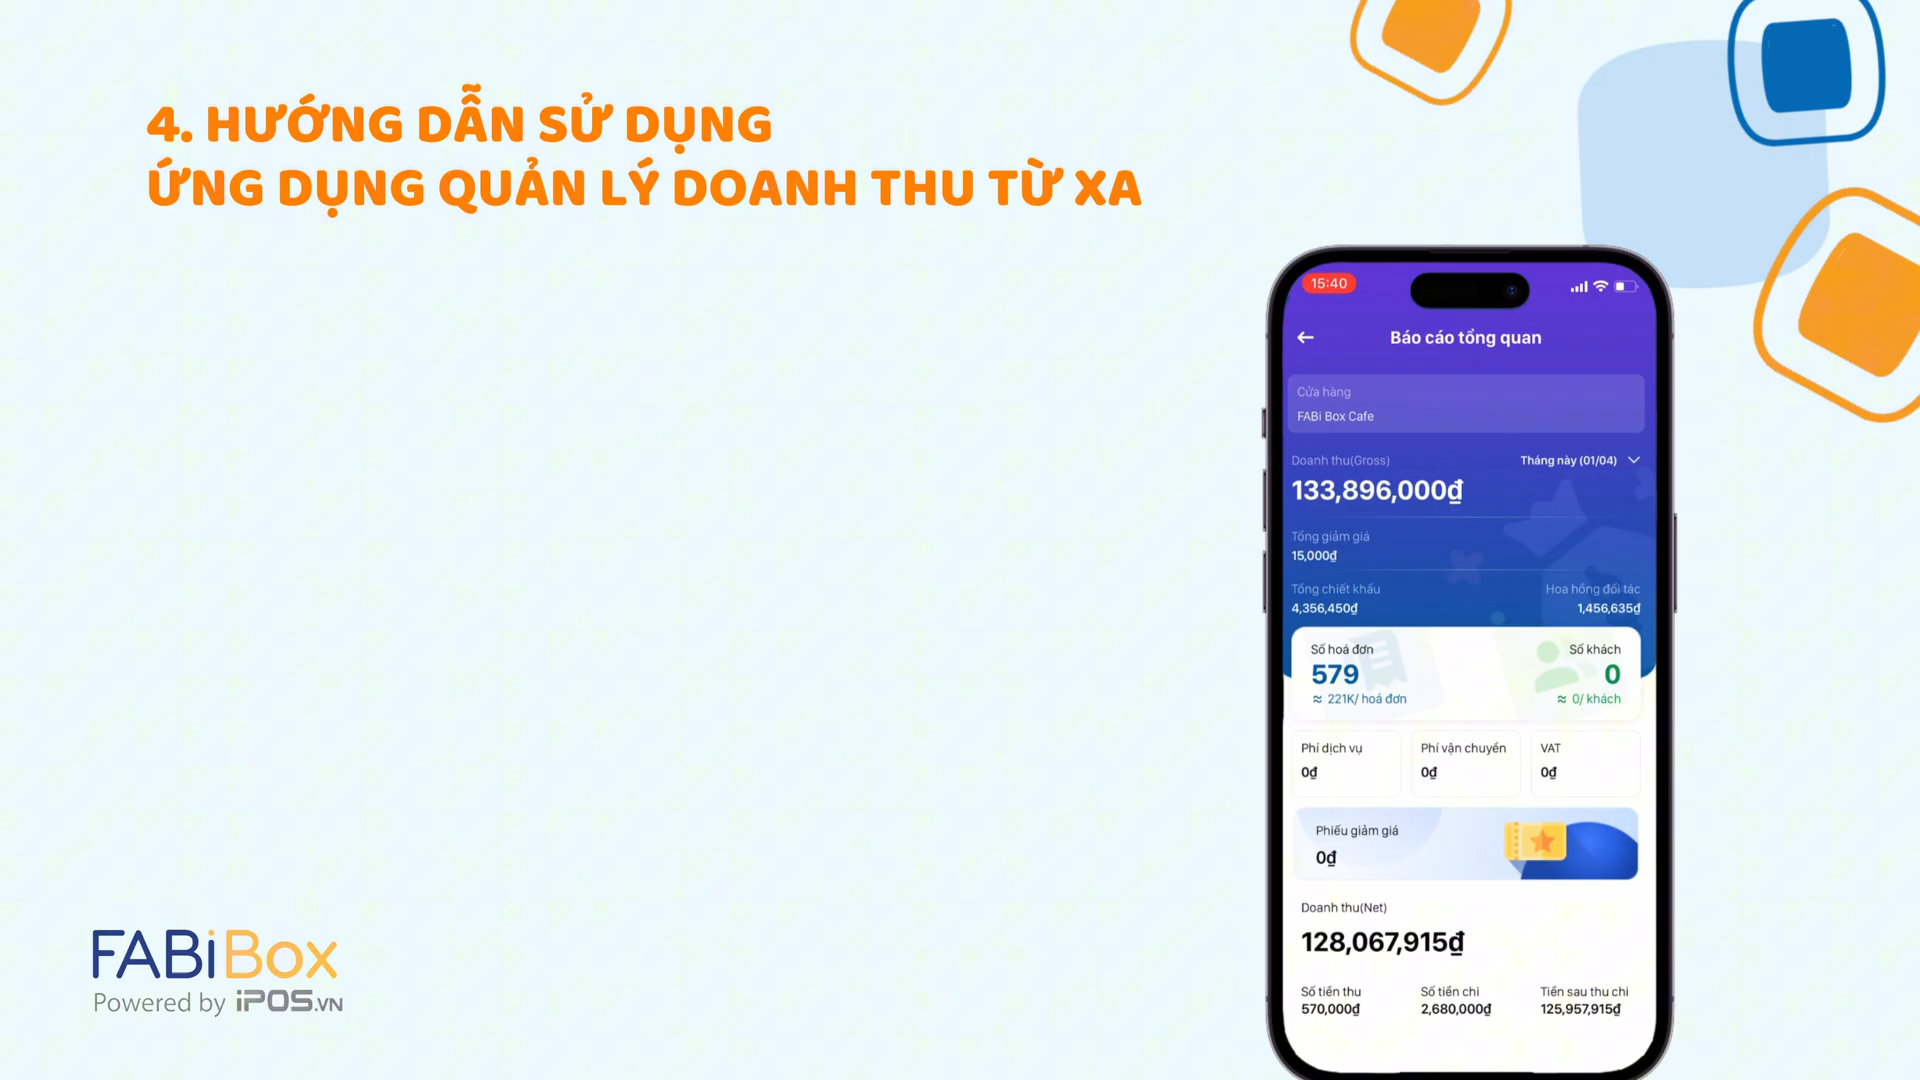 4. HƯỚNG DẪN SỬ DỤNG
ỨNG DỤNG QUẢN LÝ DOANH THU TỪ XA
15:40
Báo cáo tổng quan
Cửa hàng
FABi Box Cafe
Doanh thu(Gross)
Tháng này (01/04)
133,896,000₫
Tổng giảm giá
15,000₫
Tổng chiết khấu
Hoa hồng đối tác
4,356,450₫
1,456,635₫
Số hoá đơn
Số khách
579
0
≈ 221K/ hoá đơn
≈ 0/ khách
Phí dịch vụ
Phí vận chuyển
VAT
0₫
0₫
0₫
Phiếu giảm giá
0₫
Doanh thu(Net)
128,067,915₫
Số tiền thu
Số tiền chi
Tiền sau thu chi
570,000₫
2,680,000₫
125,957,915₫
FABiBox
Powered by iPOS.VN